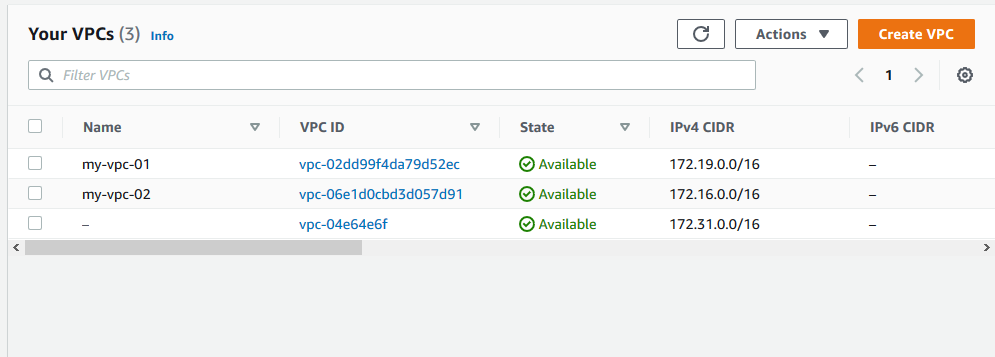 Your VPCs (3) Info Actions Create VPC
Filter VPCs 1
Name VPC ID State IPv4 CIDR IPv6 CIDR
my-vpc-01 vpc-02dd99f4da79d52ec Available 172.19.0.0/16 –
my-vpc-02 vpc-06e1d0cbd3d057d91 Available 172.16.0.0/16 –
– vpc-04e64e6f Available 172.31.0.0/16 –